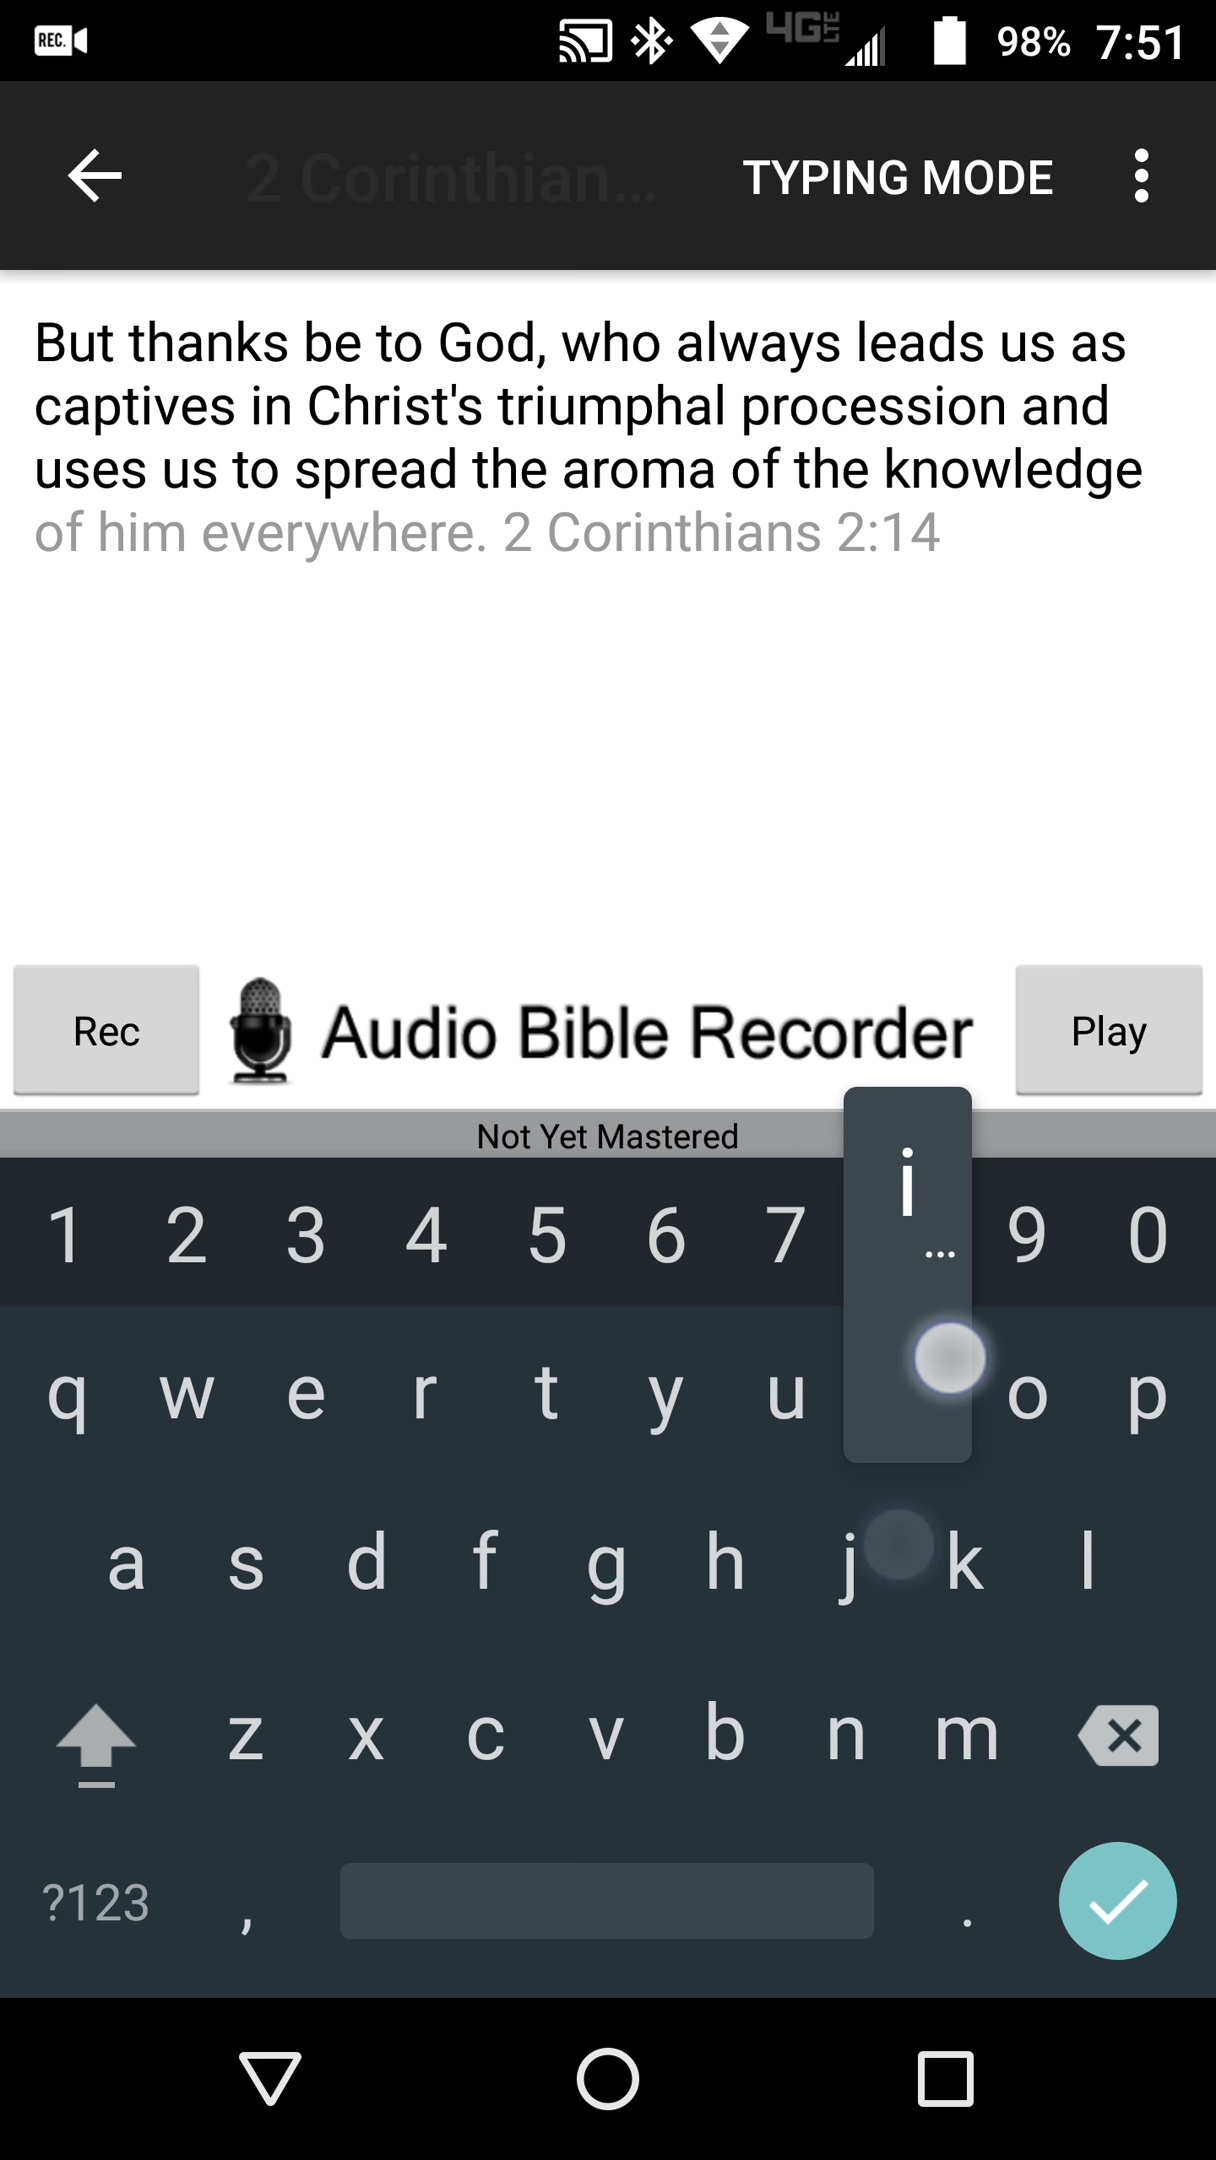 REC. 4G LTE 98% 7:51
2 Corinthian... TYPING MODE
But thanks be to God, who always leads us as
captives in Christ's triumphal procession and
uses us to spread the aroma of the knowledge
of him everywhere. 2 Corinthians 2:14
Rec Audio Bible Recorder Play
Not Yet Mastered
i
...
1 2 3 4 5 6 7 9 0
q w e r t y u o p
a s d f g h j k l
z x c v b n m
?123 , .